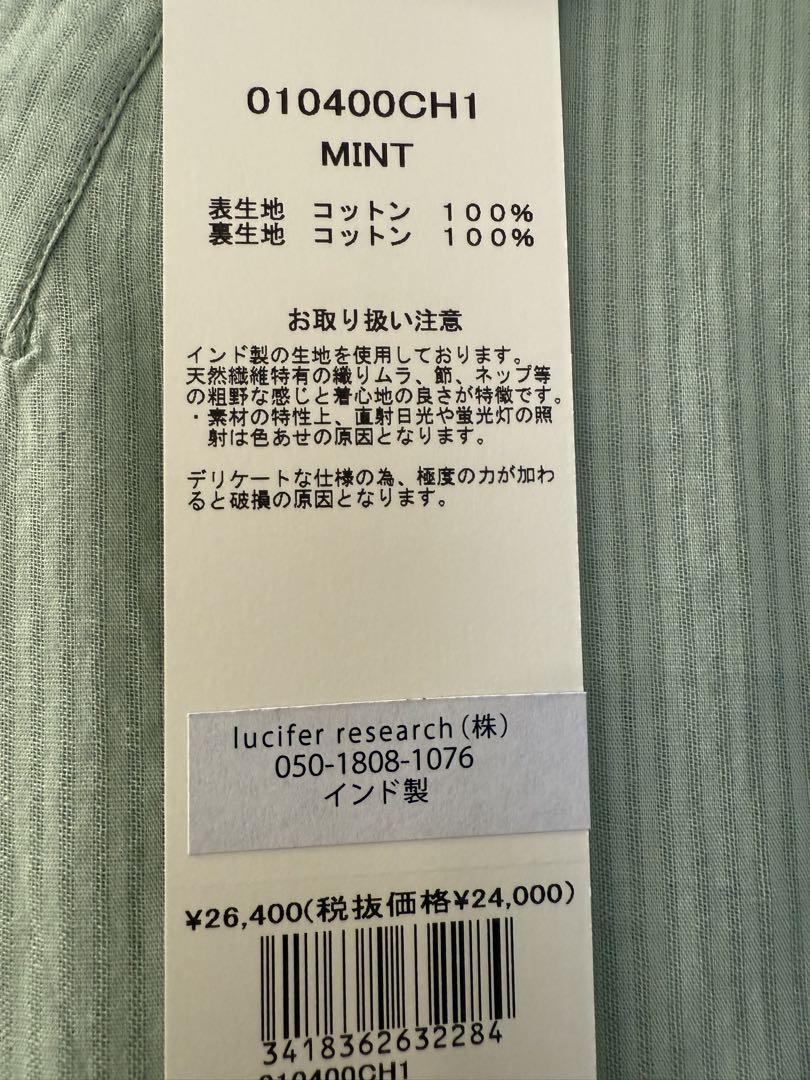 010400CH1
MINT
表生地　コットン　１００％
裏生地　コットン　１００％
お取り扱い注意
インド製の生地を使用しております。
天然繊維特有の織りムラ、節、ネップ等
の粗野な感じと着心地の良さが特徴です。
・素材の特性上、直射日光や蛍光灯の照
射は色あせの原因となります。
デリケートな仕様の為、極度の力が加わ
ると破損の原因となります。
lucifer research（株）
050-1808-1076
インド製
¥26,400(税抜価格¥24,000)
3418362632284
010400CH1